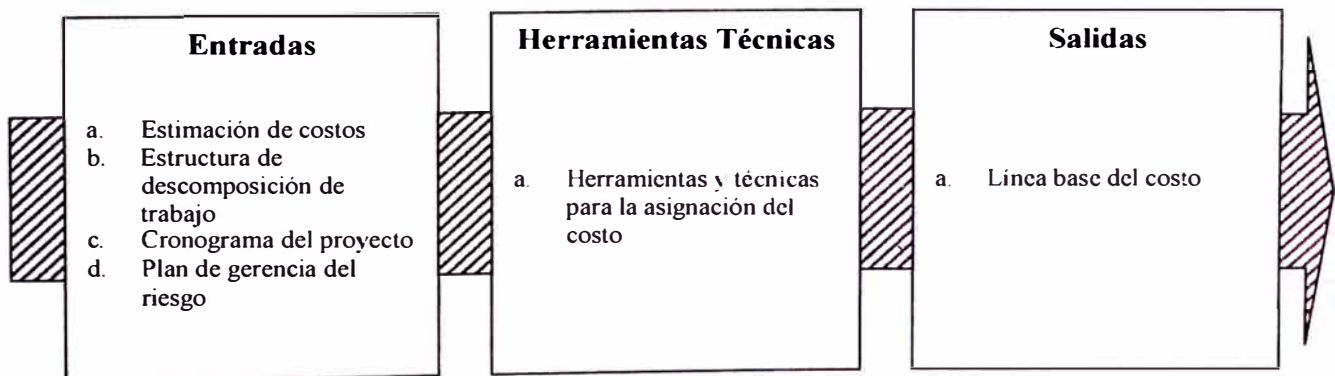 Entradas
a. Estimación de costos
b. Estructura de
descomposición de
trabajo
c. Cronograma del proyecto
d. Plan de gerencia del
riesgo
Herramientas Técnicas
a. Herramientas y técnicas
para la asignación del
costo
Salidas
a. Línea base del costo